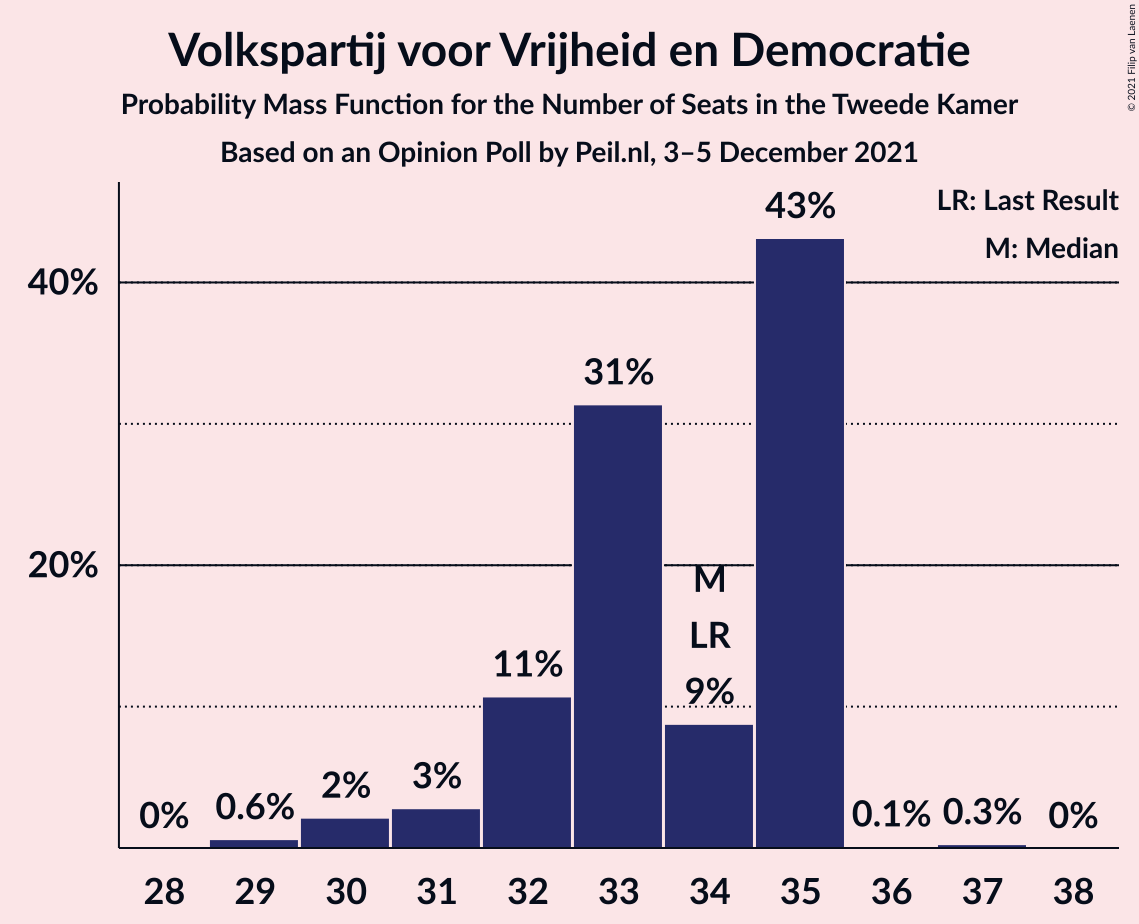 Volkspartij voor Vrijheid en Democratie
Probability Mass Function for the Number of Seats in the Tweede Kamer
Based on an Opinion Poll by Peil.nl, 3–5 December 2021
© 2021 Filip van Laenen
LR: Last Result
M: Median
40%
20%
0%
0.6%
2%
3%
11%
31%
M
LR
9%
43%
0.1%
0.3%
0%
28 29 30 31 32 33 34 35 36 37 38